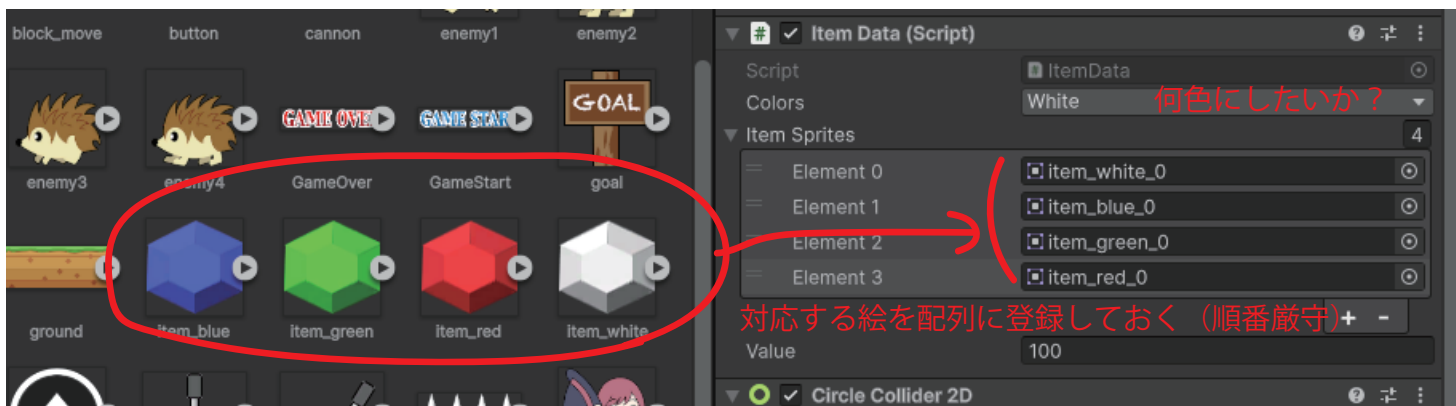 block_move button cannon enemy1 enemy2
enemy3 enemy4 GameOver GameStart goal
GAME OVE
GAME STAR
GOAL
ground item_blue item_green item_red item_white
Item Data (Script)
Script ItemData
Colors White 何色にしたいか？
Item Sprites 4
Element 0 item_white_0
Element 1 item_blue_0
Element 2 item_green_0
Element 3 item_red_0
対応する絵を配列に登録しておく（順番厳守） + -
Value 100
Circle Collider 2D